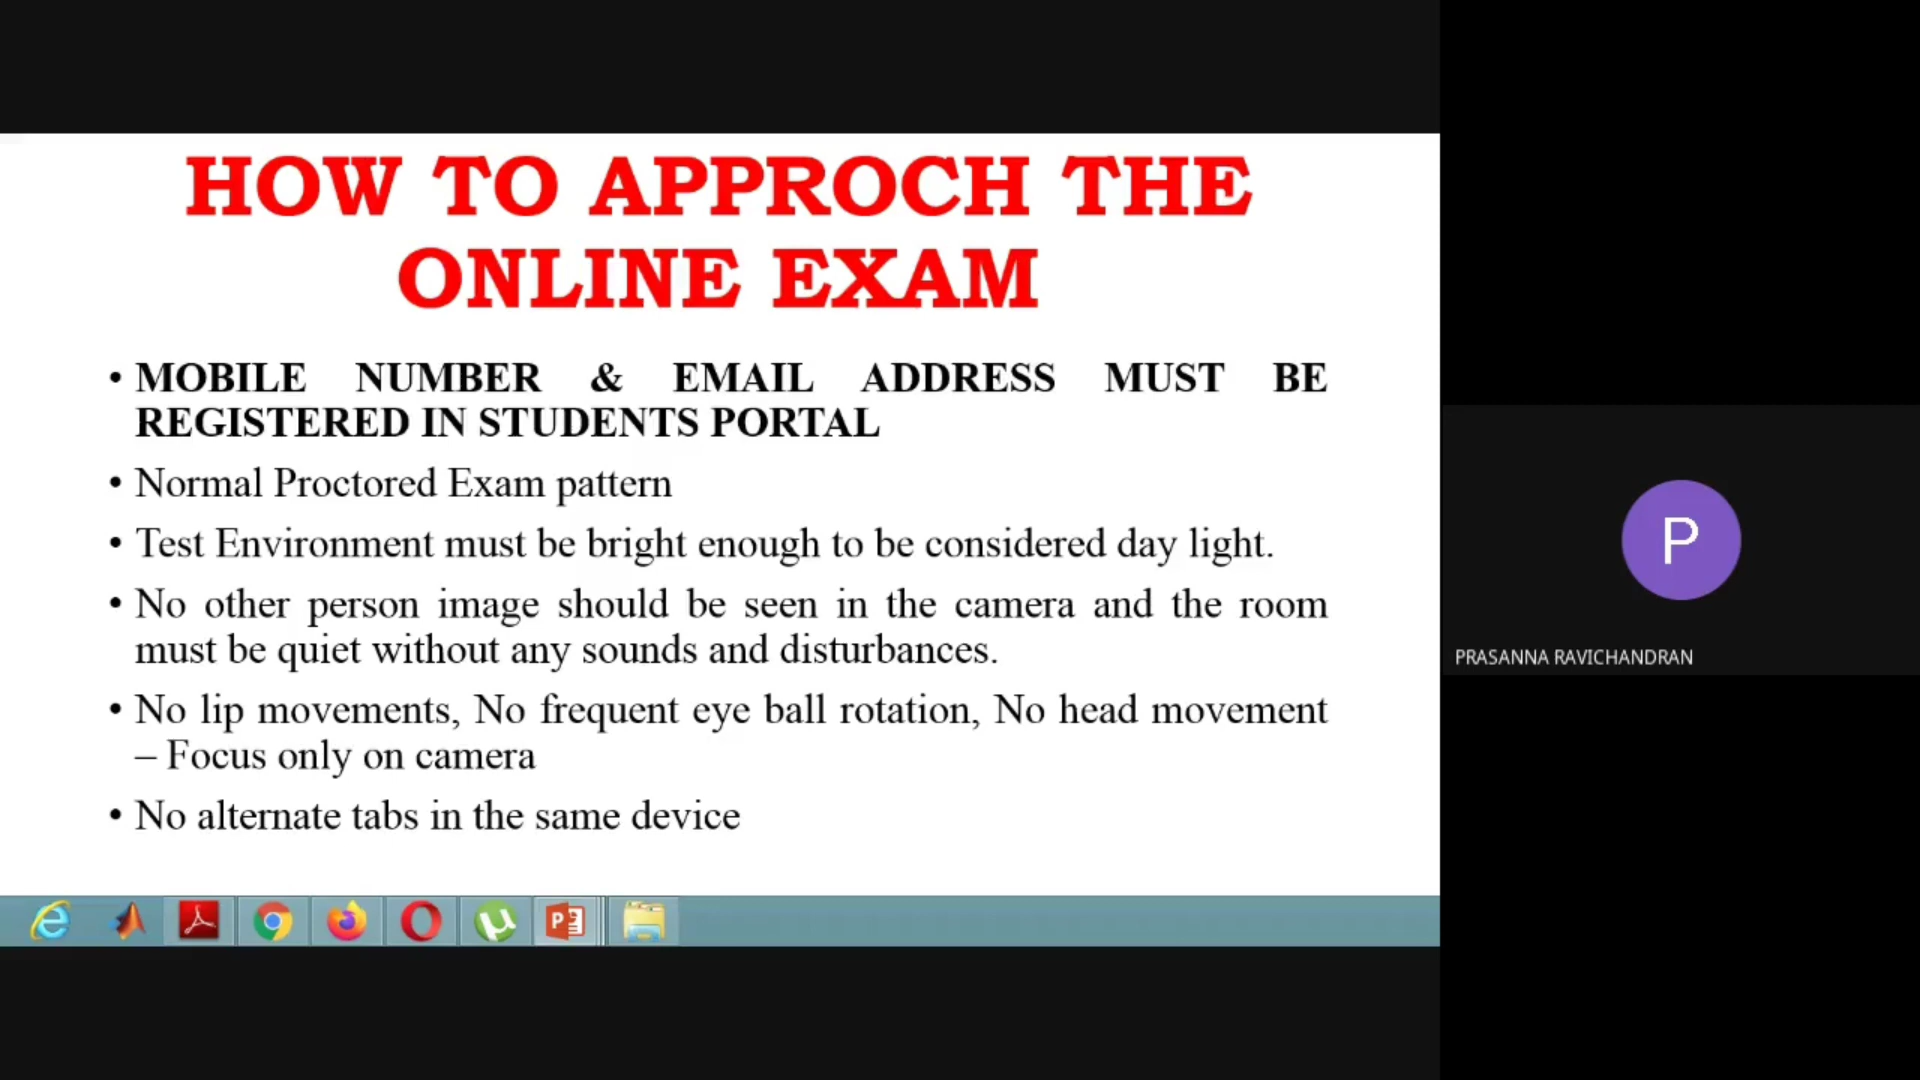 HOW TO APPROCH THE
ONLINE EXAM
• MOBILE NUMBER & EMAIL ADDRESS MUST BE
REGISTERED IN STUDENTS PORTAL
• Normal Proctored Exam pattern
• Test Environment must be bright enough to be considered day light.
• No other person image should be seen in the camera and the room
must be quiet without any sounds and disturbances.
• No lip movements, No frequent eye ball rotation, No head movement
– Focus only on camera
• No alternate tabs in the same device
P
PRASANNA RAVICHANDRAN